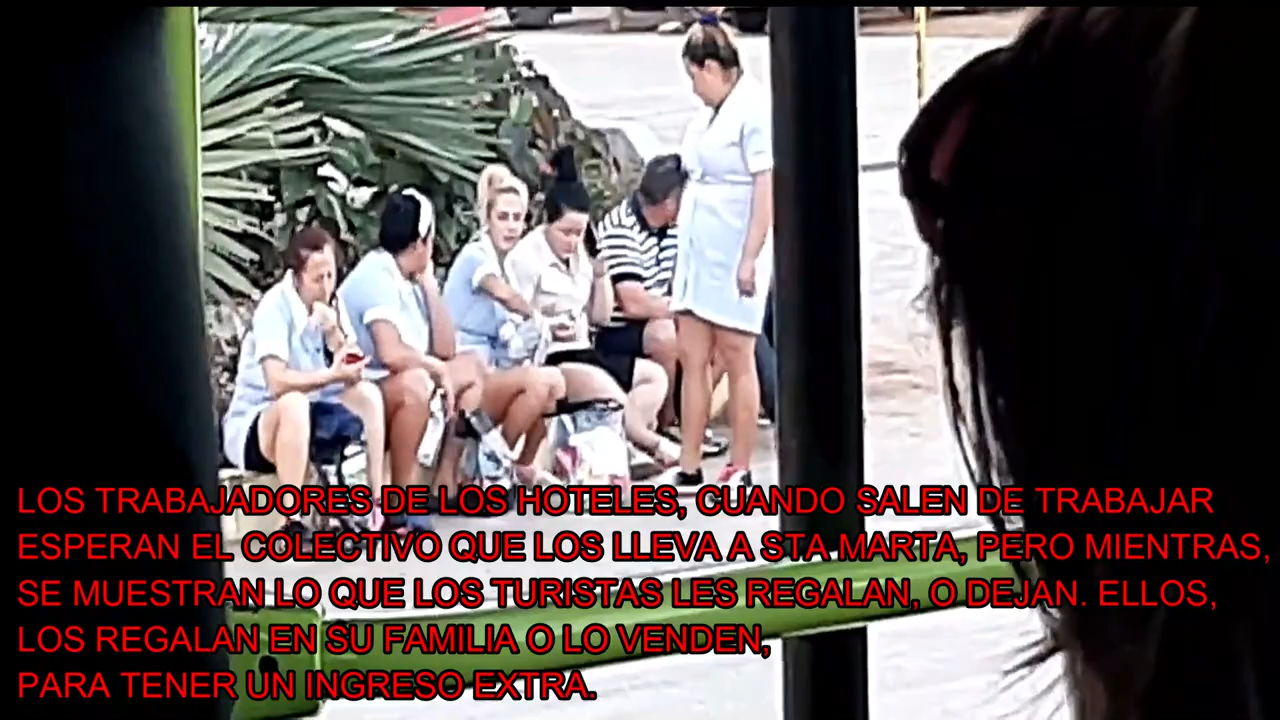 LOS TRABAJADORES DE LOS HOTELES, CUANDO SALEN DE TRABAJAR
ESPERAN EL COLECTIVO QUE LOS LLEVA A STA MARTA, PERO MIENTRAS,
SE MUESTRAN LO QUE LOS TURISTAS LES REGALAN, O DEJAN. ELLOS,
LOS REGALAN EN SU FAMILIA O LO VENDEN,
PARA TENER UN INGRESO EXTRA.